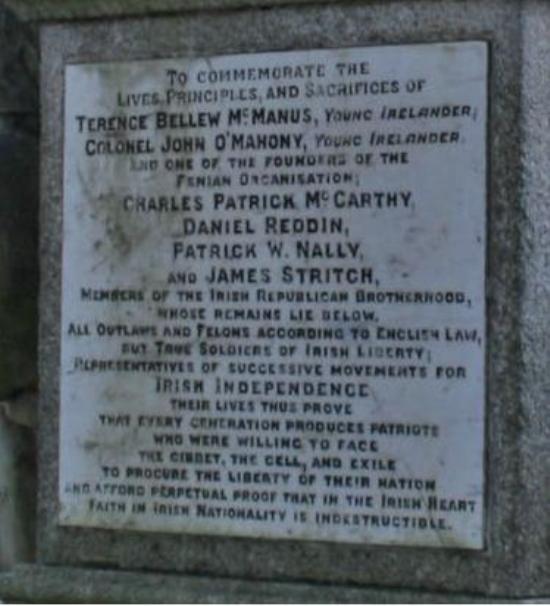 TO COMMEMORATE THE
LIVES, PRINCIPLES, AND SACRIFICES OF
TERENCE BELLEW McMANUS, YOUNG IRELANDER;
COLONEL JOHN O'MAHONY, YOUNG IRELANDER.
AND ONE OF THE FOUNDERS OF THE
FENIAN ORGANISATION;
CHARLES PATRICK McCARTHY,
DANIEL REDDIN,
PATRICK W. NALLY,
AND JAMES STRITCH,
MEMBERS OF THE IRISH REPUBLICAN BROTHERHOOD,
WHOSE REMAINS LIE BELOW.
ALL OUTLAWS AND FELONS ACCORDING TO ENGLISH LAW,
BUT TRUE SOLDIERS OF IRISH LIBERTY;
REPRESENTATIVES OF SUCCESSIVE MOVEMENTS FOR
IRISH INDEPENDENCE
THEIR LIVES THUS PROVE
THAT EVERY GENERATION PRODUCES PATRIOTS
WHO WERE WILLING TO FACE
THE GIBBET, THE CELL, AND EXILE
TO PROCURE THE LIBERTY OF THEIR NATION
AND AFFORD PERPETUAL PROOF THAT IN THE IRISH HEART
FAITH IN IRISH NATIONALITY IS INDESTRUCTIBLE.